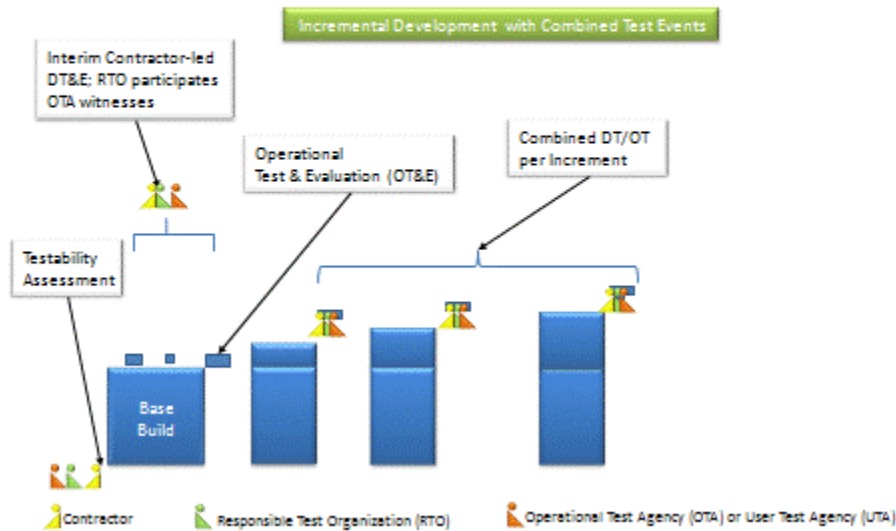 Incremental Development with Combined Test Events
Interim Contractor-led
DT&E; RTO participates
OTA witnesses
Operational
Test & Evaluation (OT&E)
Combined DT/OT
per Increment
Testability
Assessment
Base
Build
Contractor
Responsible Test Organization (RTO)
Operational Test Agency (OTA) or User Test Agency (UTA)